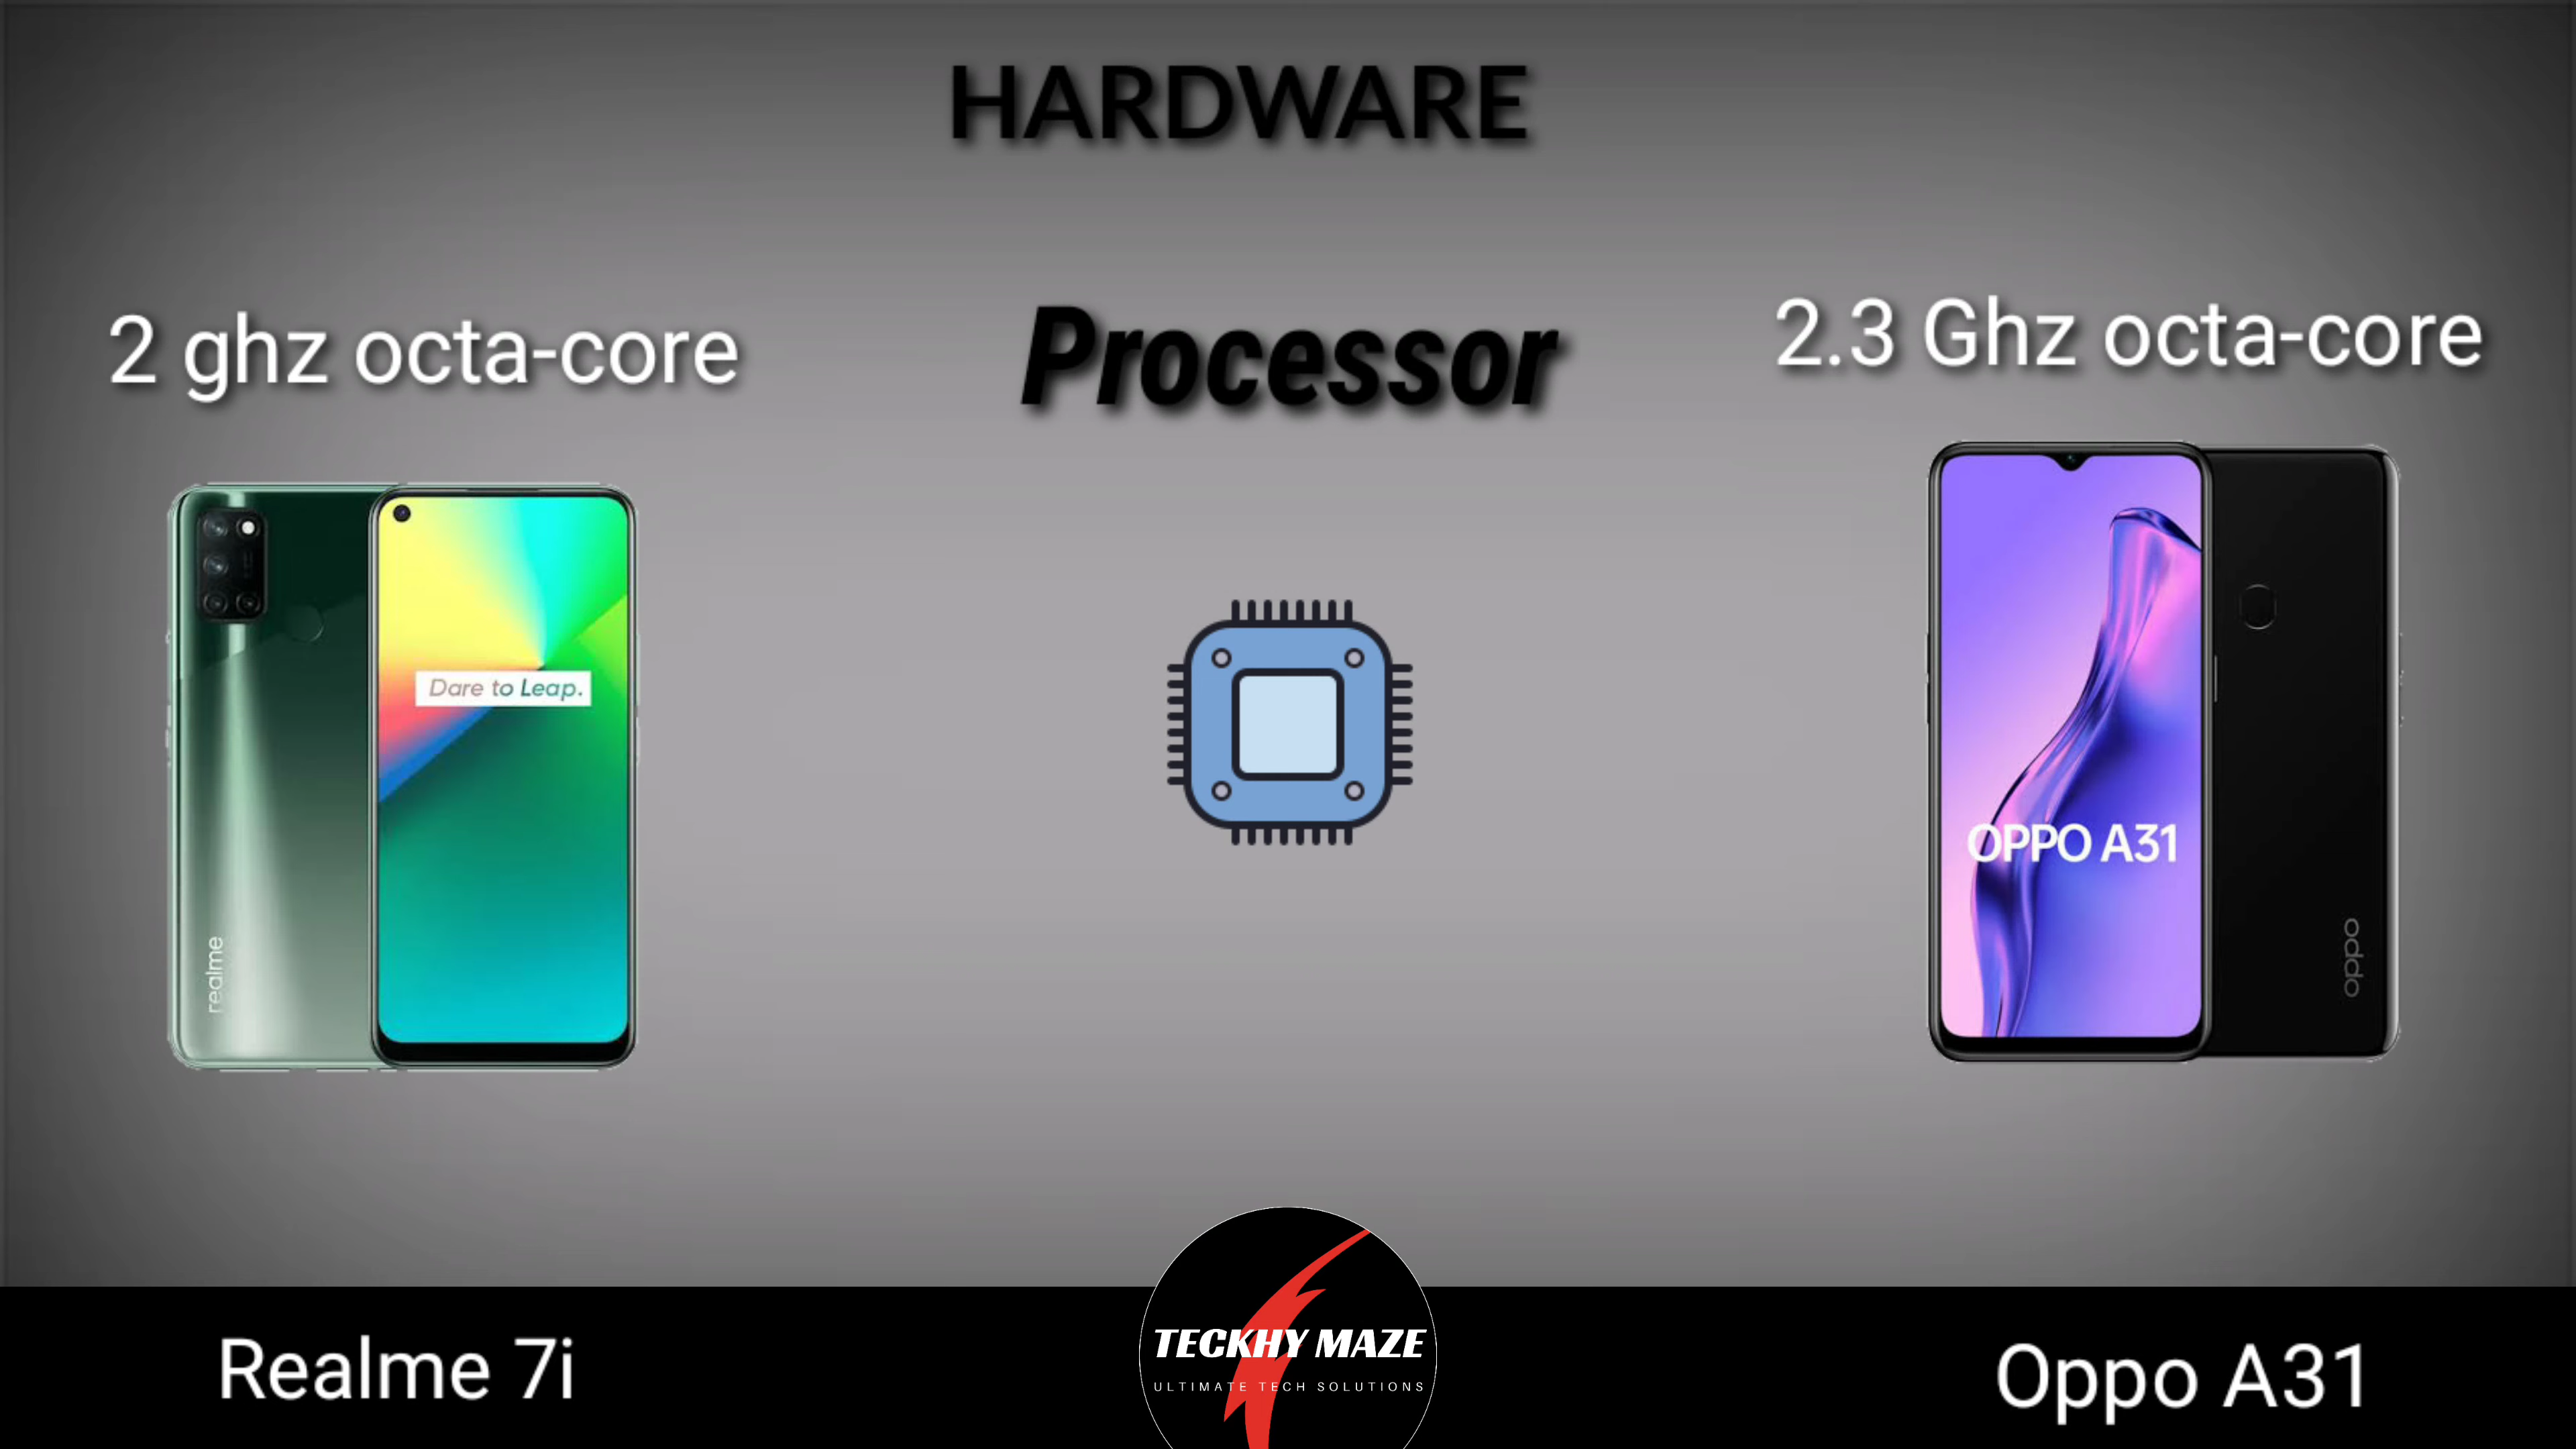 HARDWARE
2 ghz octa-core
Processor
2.3 Ghz octa-core
Dare to Leap.
realme
OPPO A31
oppo
Realme 7i
TECKHY MAZE
ULTIMATE TECH SOLUTIONS
Oppo A31